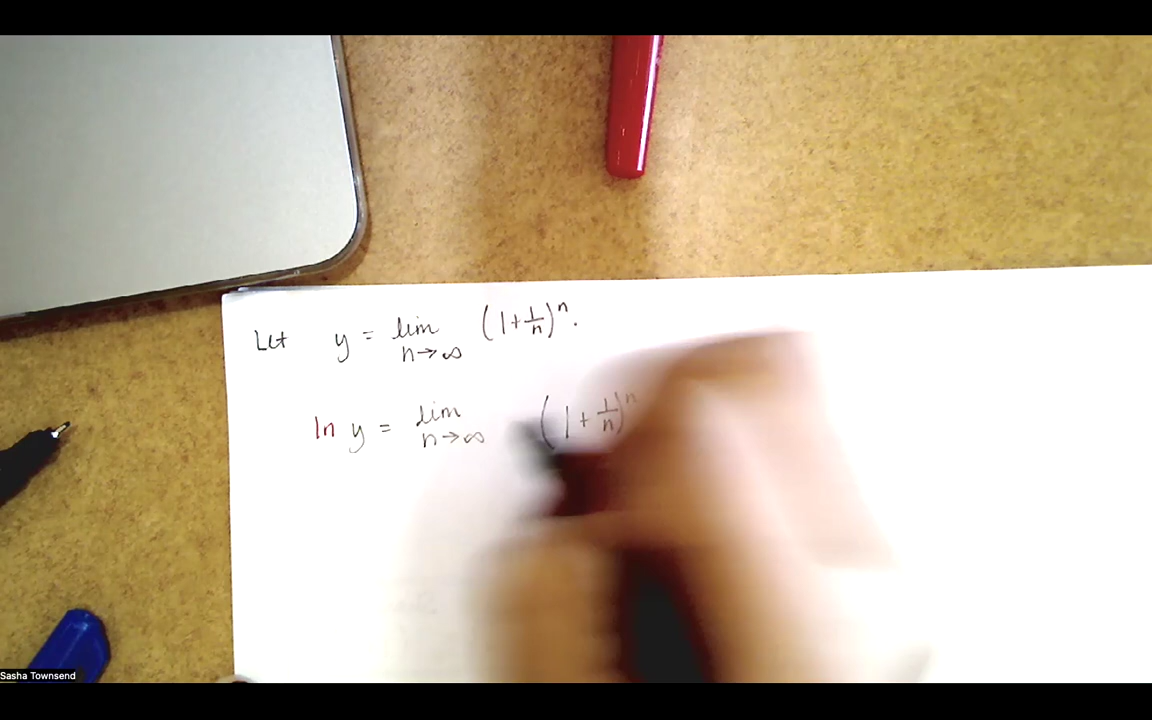 Let y = lim n→∞ (1+1/n)^n.
ln y = lim n→∞ (1+1/n)^n
Sasha Townsend